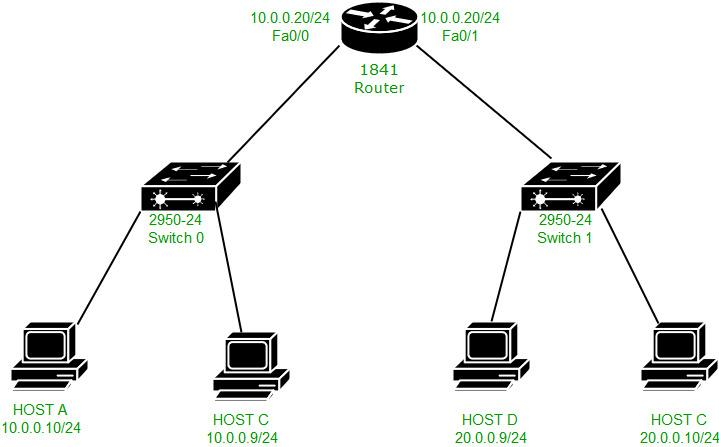 10.0.0.20/24
Fa0/0
10.0.0.20/24
Fa0/1
1841
Router
2950-24
Switch 0
2950-24
Switch 1
HOST A
10.0.0.10/24
HOST C
10.0.0.9/24
HOST D
20.0.0.9/24
HOST C
20.0.0.10/24